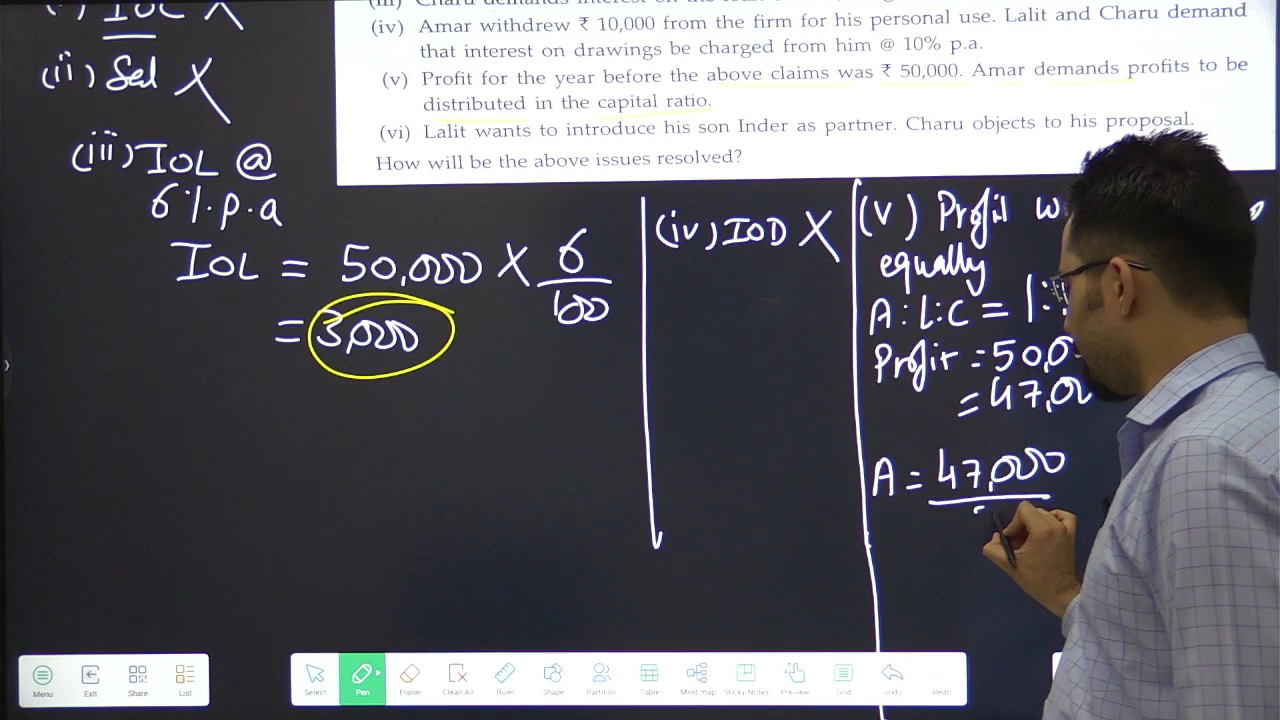 (iv) Amar withdrew ₹ 10,000 from the firm for his personal use. Lalit and Charu demand
that interest on drawings be charged from him @ 10% p.a.
(v) Profit for the year before the above claims was ₹ 50,000. Amar demands profits to be
distributed in the capital ratio.
(vi) Lalit wants to introduce his son Inder as partner. Charu objects to his proposal.
How will be the above issues resolved?
IOC X
(ii) Sal X
(iii) IOL @
6%.p.a
IOL = 50,000 X 6/100
= 3,000
(iv) IOD X
(v) Profit
equally
A:L:C = 1:
Profit = 50,0
= 47,00
A = 47,000
Menu
Exit
Share
List
Select
Pen
Eraser
Clean All
Ruler
Shape
Partition
Table
Mind map
Sticky Notes
Preview
Grid
Undo
Redo